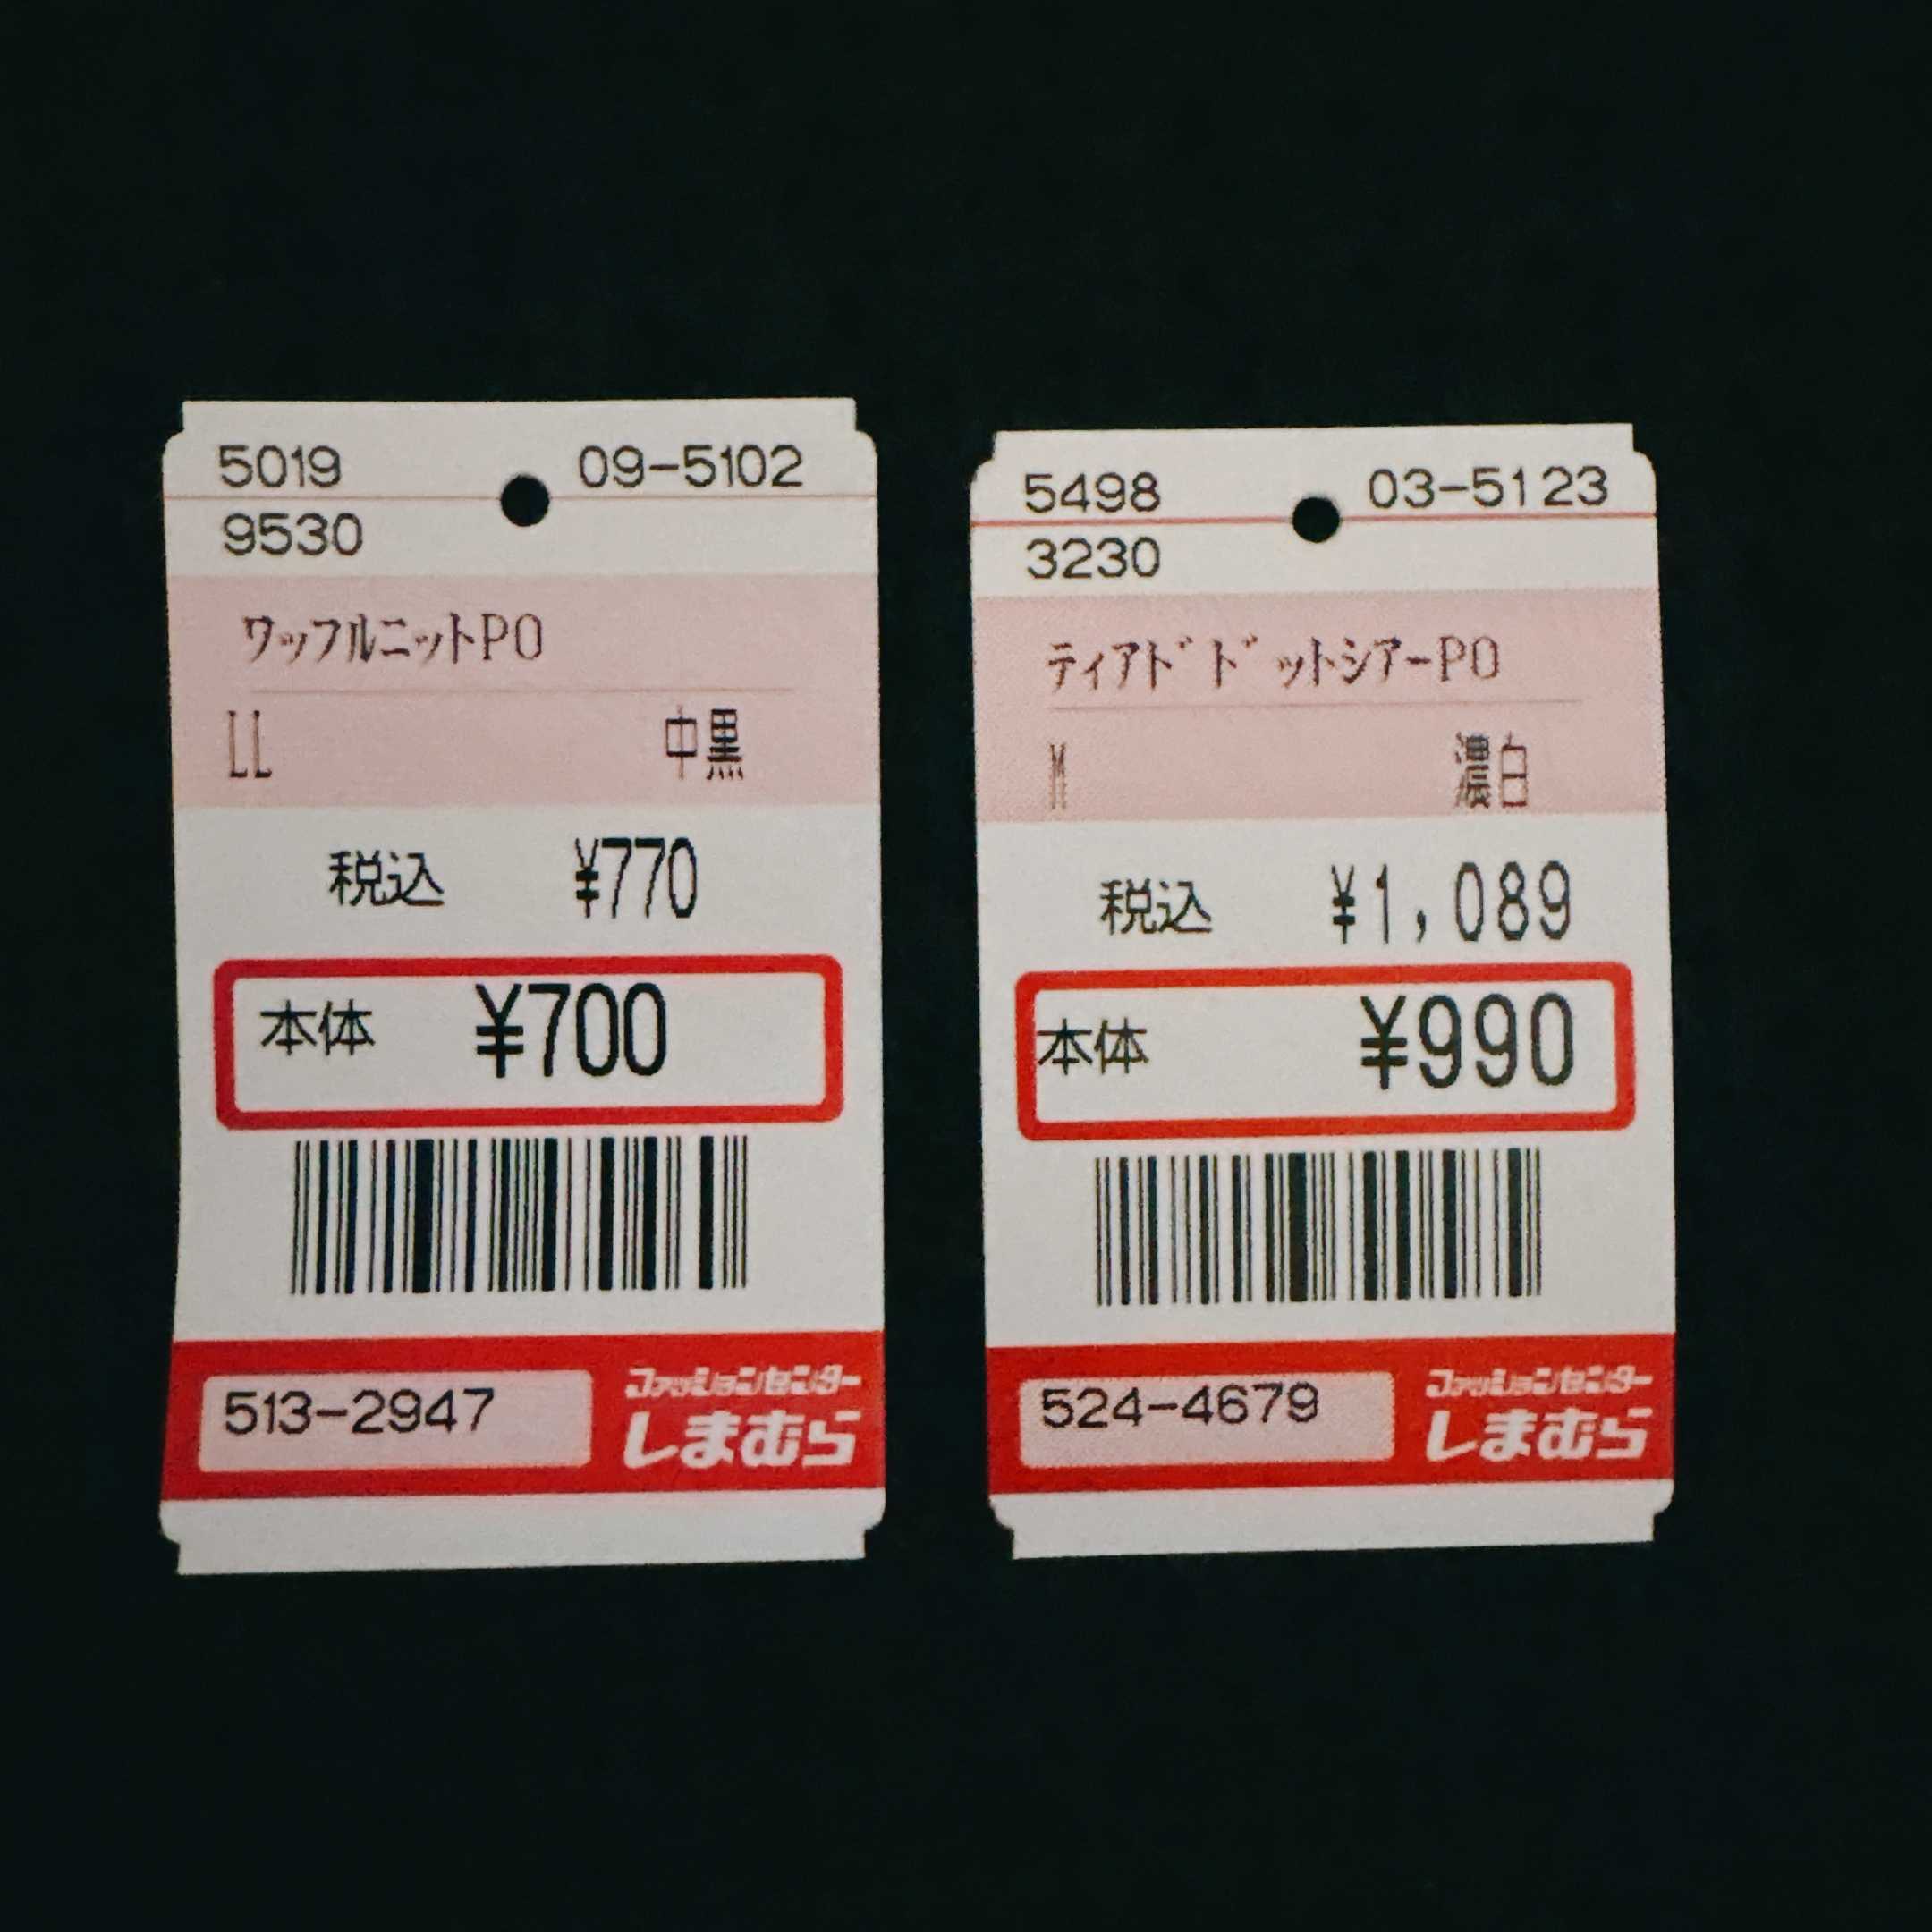 5019 09-5102
9530
ワッフルニットPO
LL 中黒
税込 ¥770
本体 ¥700
513-2947
ファッションセンター
しまむら
5498 03-5123
3230
ティアドドットシアーPO
M 濃白
税込 ¥1,089
本体 ¥990
524-4679
ファッションセンター
しまむら